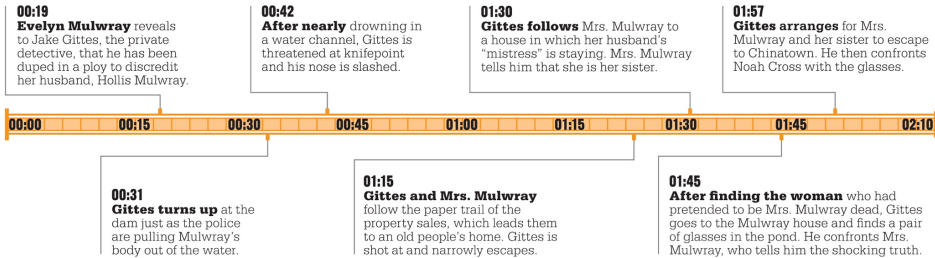 00:19
Evelyn Mulwray reveals
to Jake Gittes, the private
detective, that he has been
duped in a ploy to discredit
her husband, Hollis Mulwray.
00:42
After nearly drowning in
a water channel, Gittes is
threatened at knifepoint
and his nose is slashed.
01:30
Gittes follows Mrs. Mulwray to
a house in which her husband’s
“mistress” is staying. Mrs. Mulwray
tells him that she is her sister.
01:57
Gittes arranges for Mrs.
Mulwray and her sister to escape
to Chinatown. He then confronts
Noah Cross with the glasses.
00:00 00:15 00:30 00:45 01:00 01:15 01:30 01:45 02:10
00:31
Gittes turns up at the
dam just as the police
are pulling Mulwray’s
body out of the water.
01:15
Gittes and Mrs. Mulwray
follow the paper trail of the
property sales, which leads them
to an old people’s home. Gittes is
shot at and narrowly escapes.
01:45
After finding the woman who had
pretended to be Mrs. Mulwray dead, Gittes
goes to the Mulwray house and finds a pair
of glasses in the pond. He confronts Mrs.
Mulwray, who tells him the shocking truth.